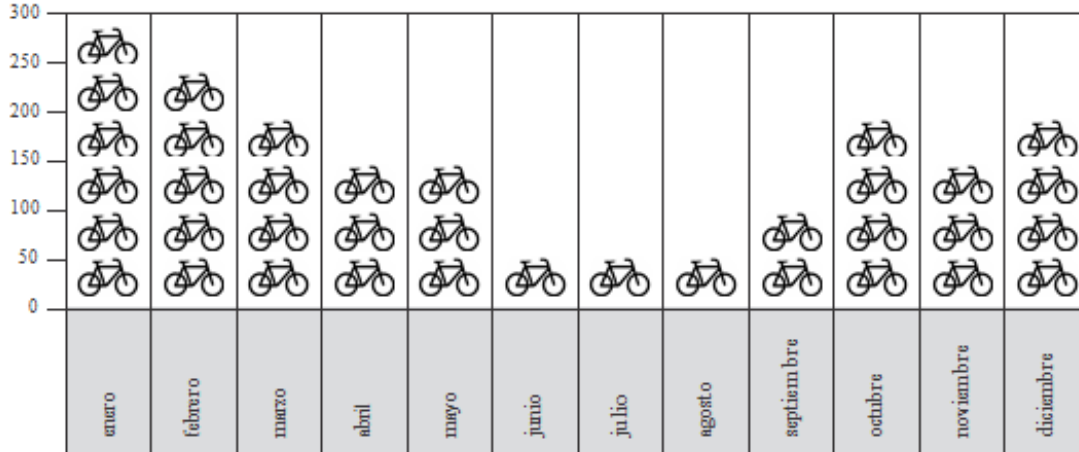 300
250
200
150
100
50
0
enero
febrero
marzo
abril
mayo
junio
julio
agosto
septiembre
octubre
noviembre
diciembre